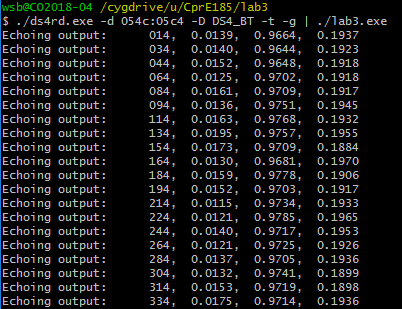 wsb@CO2018-04 /cygdrive/u/CprE185/lab3
$ ./ds4rd.exe -d 054c:05c4 -D DS4_BT -t -g | ./lab3.exe
Echoing output:      014,  0.0139,  0.9664,  0.1937
Echoing output:      034,  0.0140,  0.9644,  0.1923
Echoing output:      044,  0.0152,  0.9648,  0.1918
Echoing output:      064,  0.0125,  0.9702,  0.1918
Echoing output:      084,  0.0161,  0.9709,  0.1917
Echoing output:      094,  0.0136,  0.9751,  0.1945
Echoing output:      114,  0.0163,  0.9768,  0.1932
Echoing output:      134,  0.0195,  0.9757,  0.1955
Echoing output:      154,  0.0173,  0.9709,  0.1884
Echoing output:      164,  0.0130,  0.9681,  0.1970
Echoing output:      184,  0.0159,  0.9778,  0.1906
Echoing output:      194,  0.0152,  0.9703,  0.1917
Echoing output:      214,  0.0115,  0.9734,  0.1933
Echoing output:      224,  0.0121,  0.9785,  0.1965
Echoing output:      244,  0.0140,  0.9717,  0.1953
Echoing output:      264,  0.0121,  0.9725,  0.1926
Echoing output:      284,  0.0137,  0.9705,  0.1936
Echoing output:      304,  0.0132,  0.9741,  0.1899
Echoing output:      314,  0.0153,  0.9719,  0.1898
Echoing output:      334,  0.0175,  0.9714,  0.1936